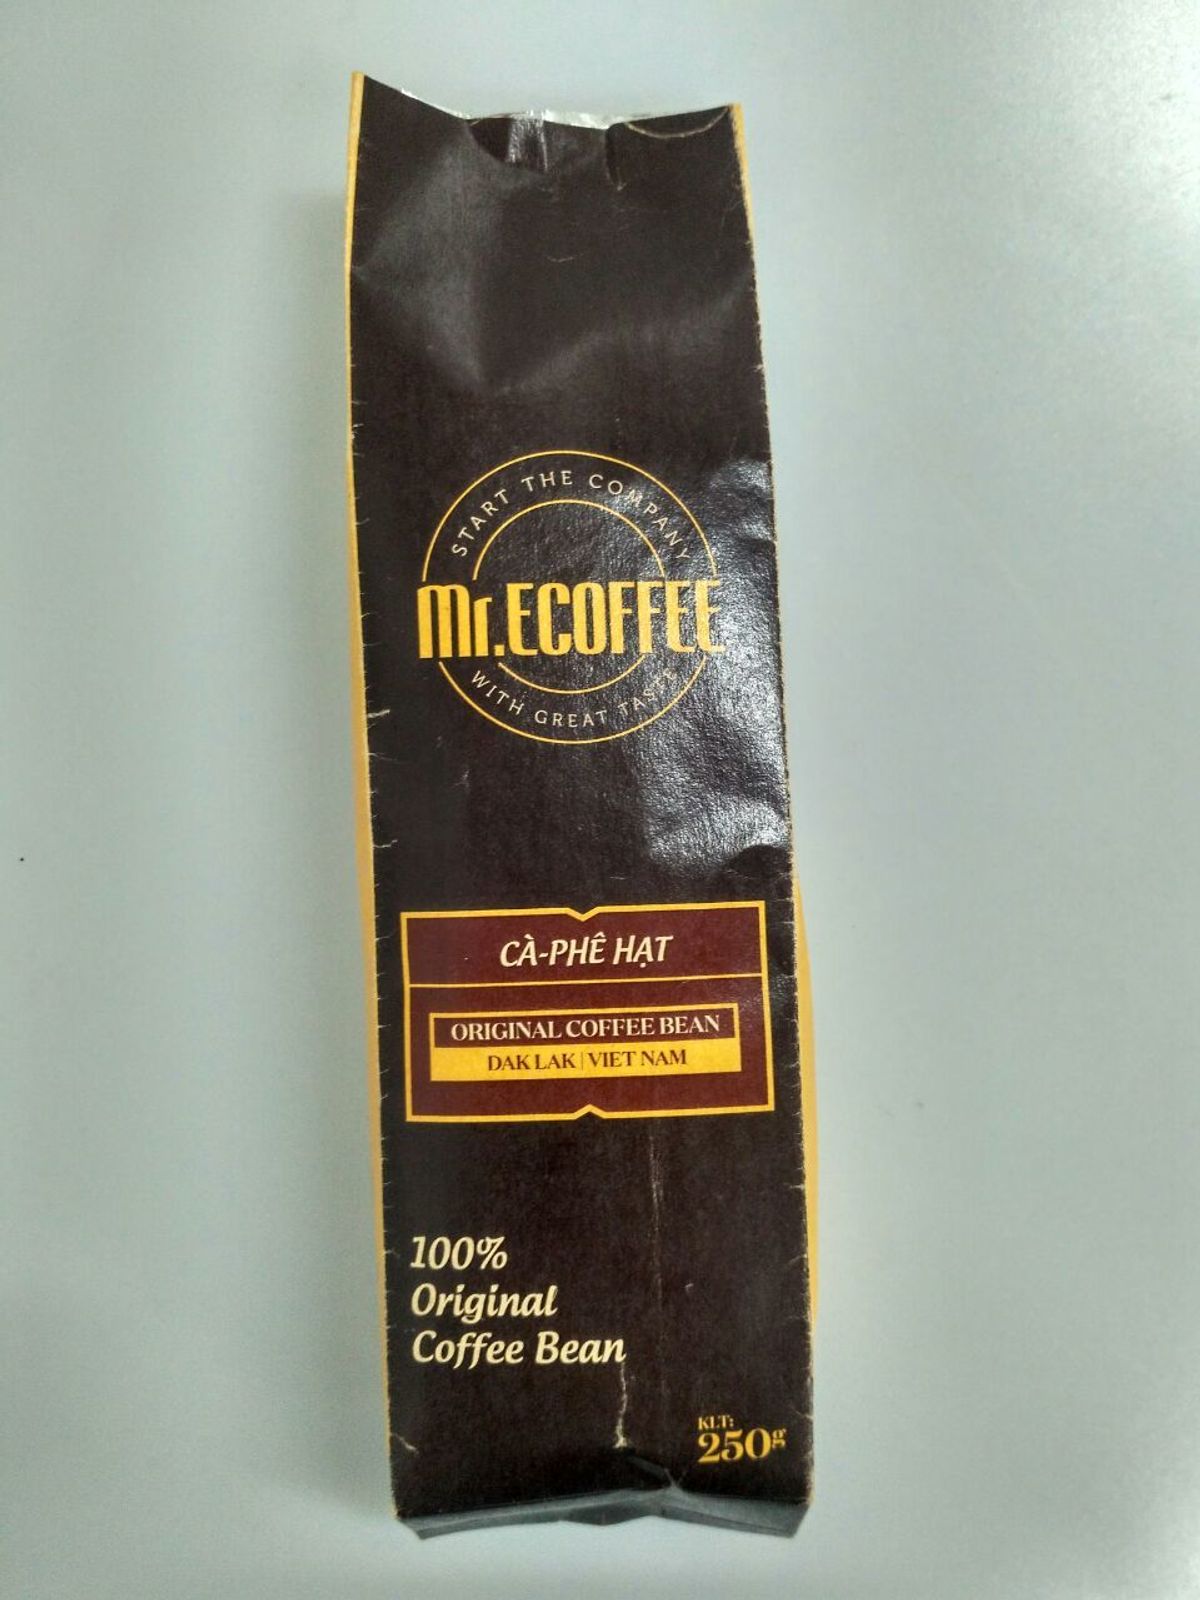 START THE COMPANY
Mr.ECOFFEE
WITH GREAT TASTE
CÀ-PHÊ HẠT
ORIGINAL COFFEE BEAN
DAK LAK | VIET NAM
100%
Original
Coffee Bean
KLT:
250g